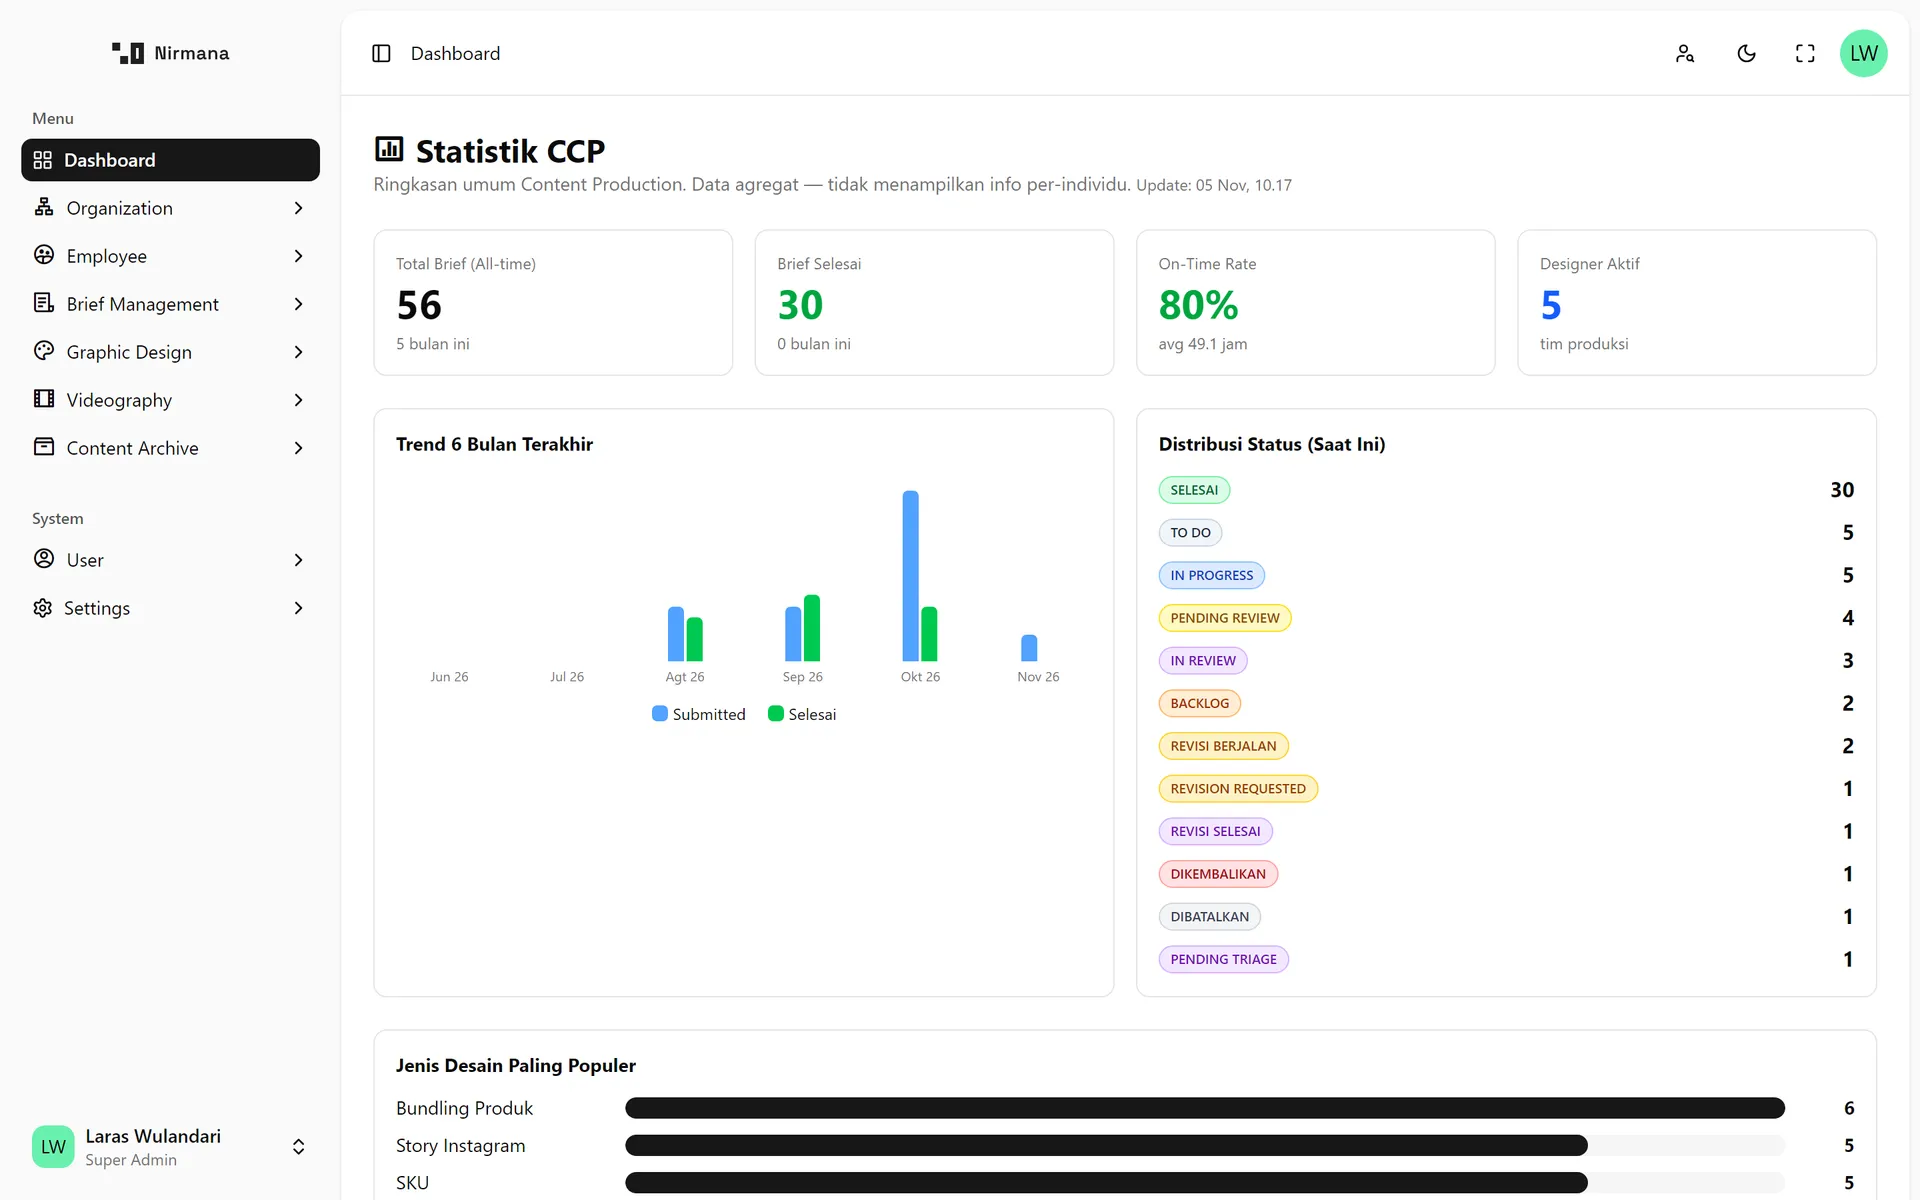 Nirmana
Menu
Dashboard
Organization
Employee
Brief Management
Graphic Design
Videography
Content Archive
System
User
Settings
LW
Laras Wulandari
Super Admin
Dashboard
LW
Statistik CCP
Ringkasan umum Content Production. Data agregat — tidak menampilkan info per-individu. Update: 05 Nov, 10.17
Total Brief (All-time)
56
5 bulan ini
Brief Selesai
30
0 bulan ini
On-Time Rate
80%
avg 49.1 jam
Designer Aktif
5
tim produksi
Trend 6 Bulan Terakhir
Jun 26 Jul 26 Agt 26 Sep 26 Okt 26 Nov 26
Submitted Selesai
Distribusi Status (Saat Ini)
SELESAI 30
TO DO 5
IN PROGRESS 5
PENDING REVIEW 4
IN REVIEW 3
BACKLOG 2
REVISI BERJALAN 2
REVISION REQUESTED 1
REVISI SELESAI 1
DIKEMBALIKAN 1
DIBATALKAN 1
PENDING TRIAGE 1
Jenis Desain Paling Populer
Bundling Produk 6
Story Instagram 5
SKU 5